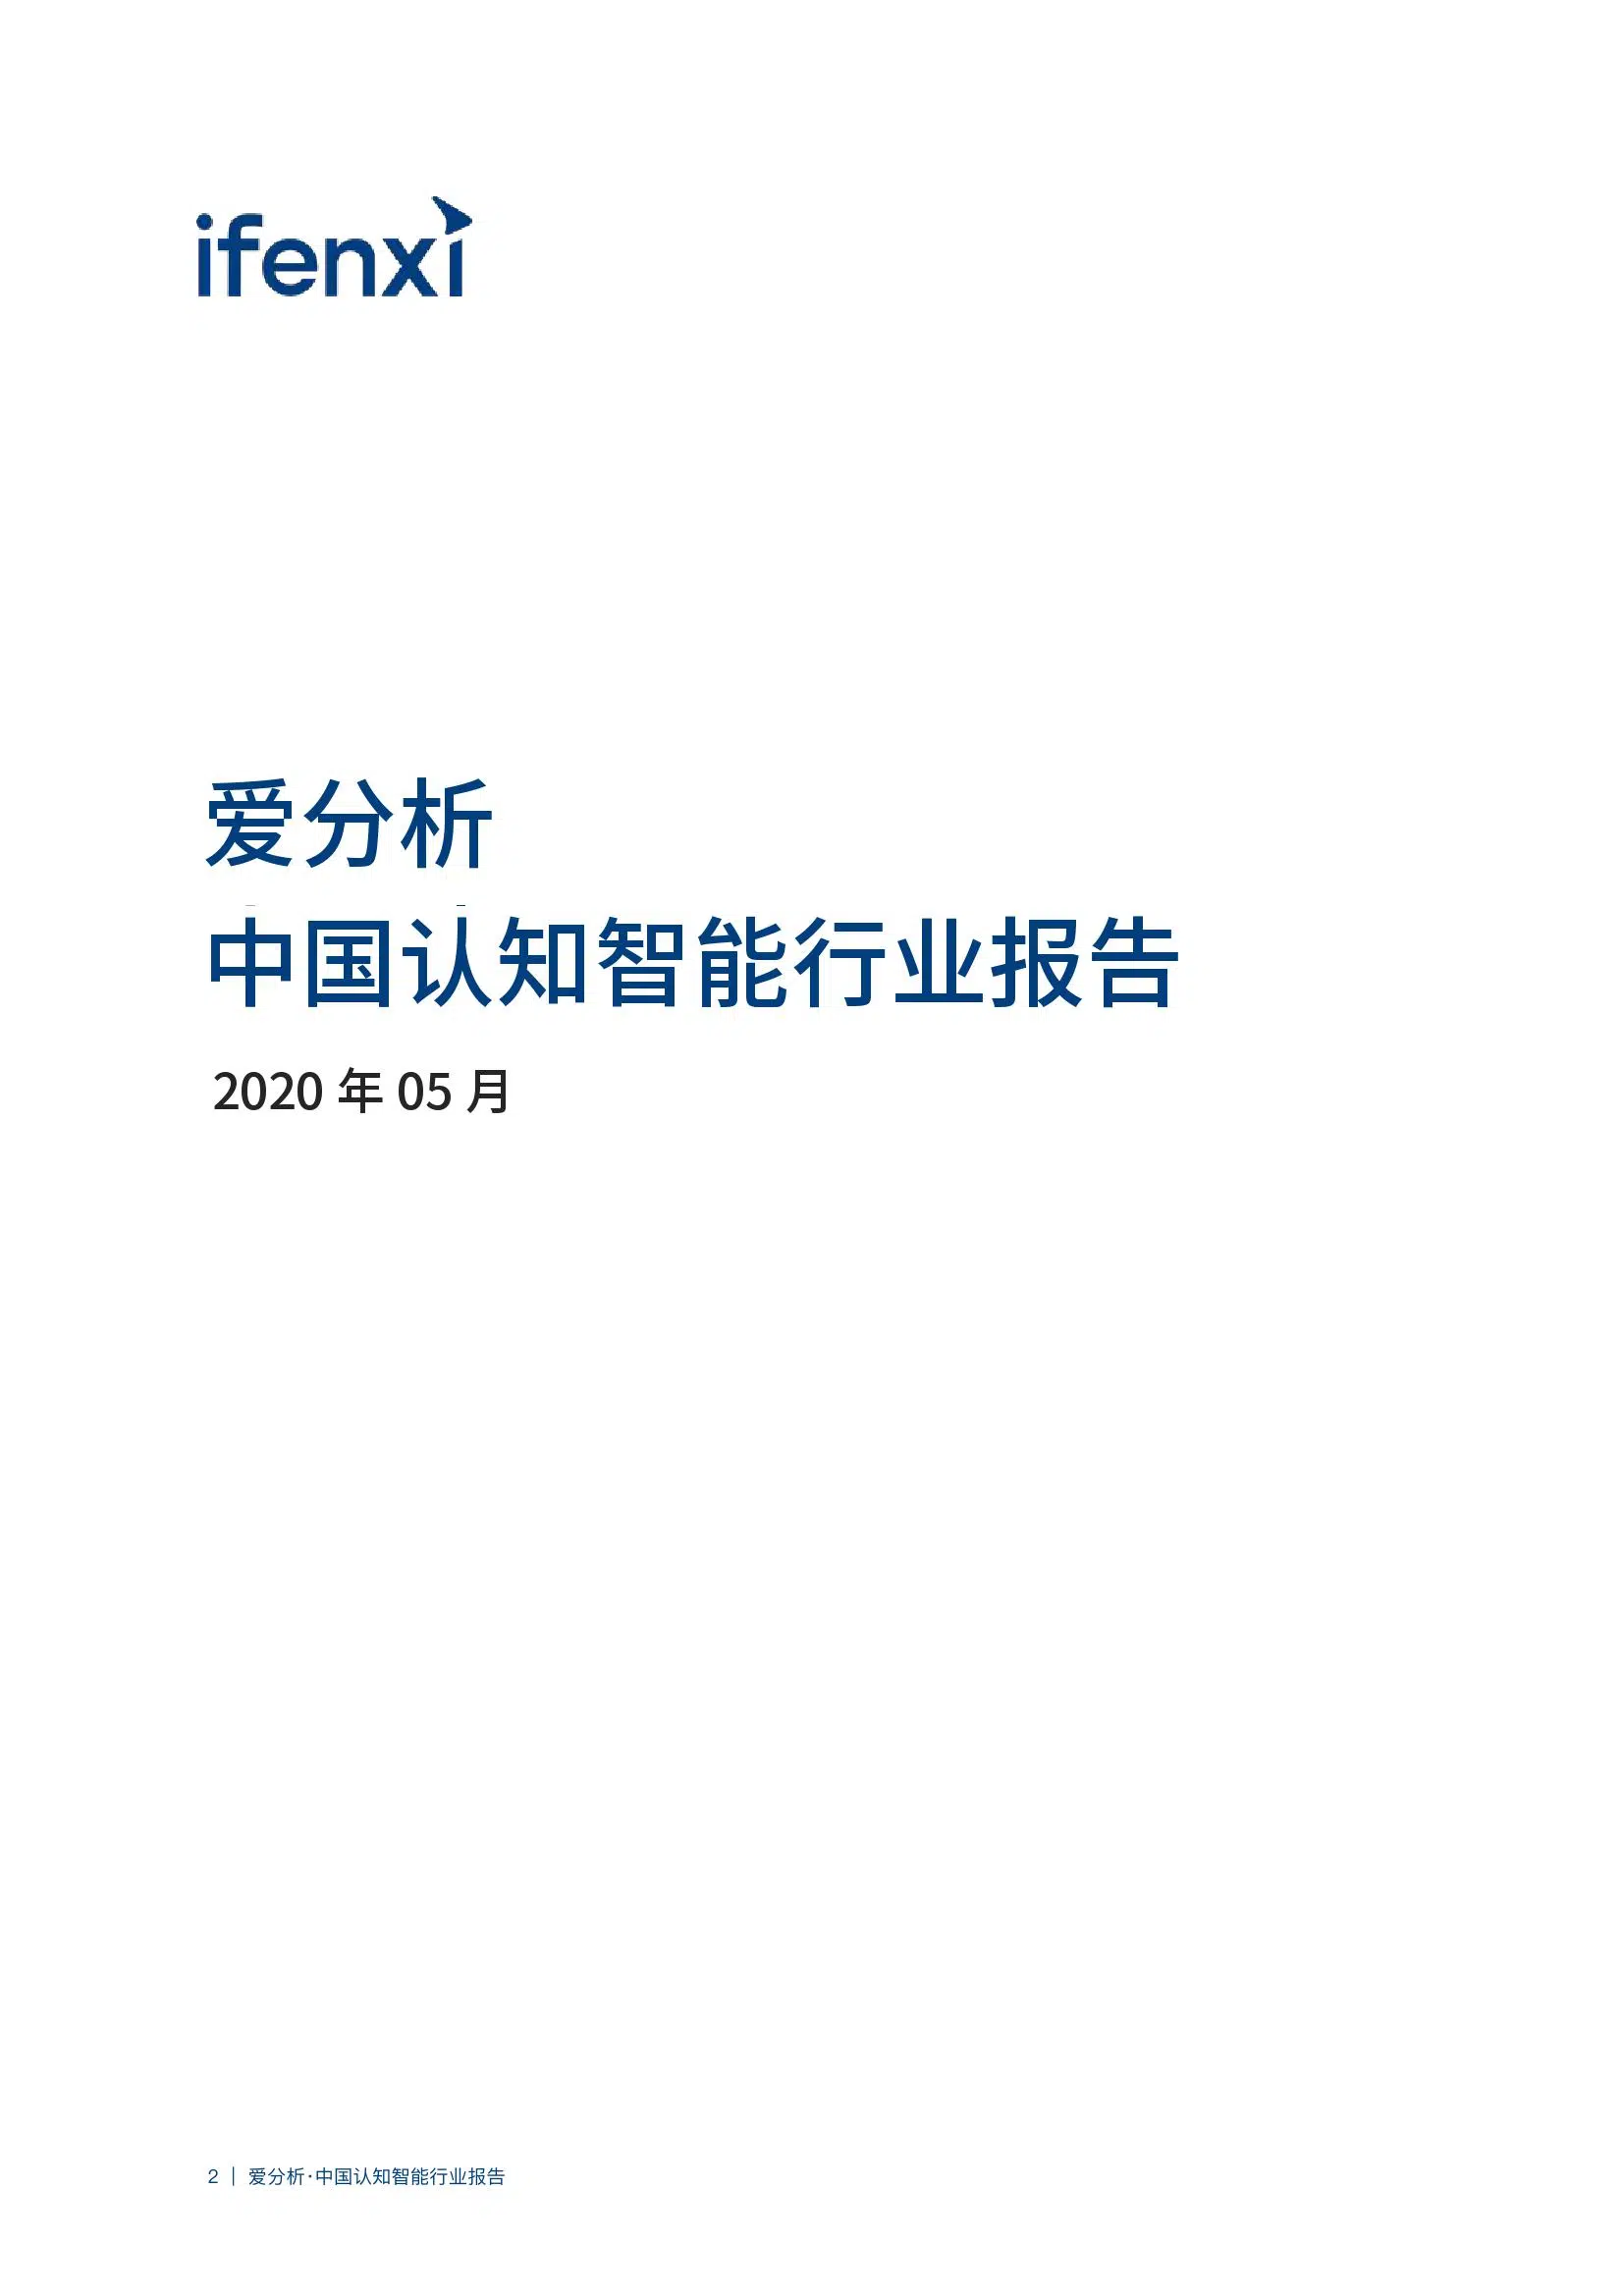 ifenxi
爱分析
中国认知智能行业报告
2020 年 05 月
2 | 爱分析·中国认知智能行业报告